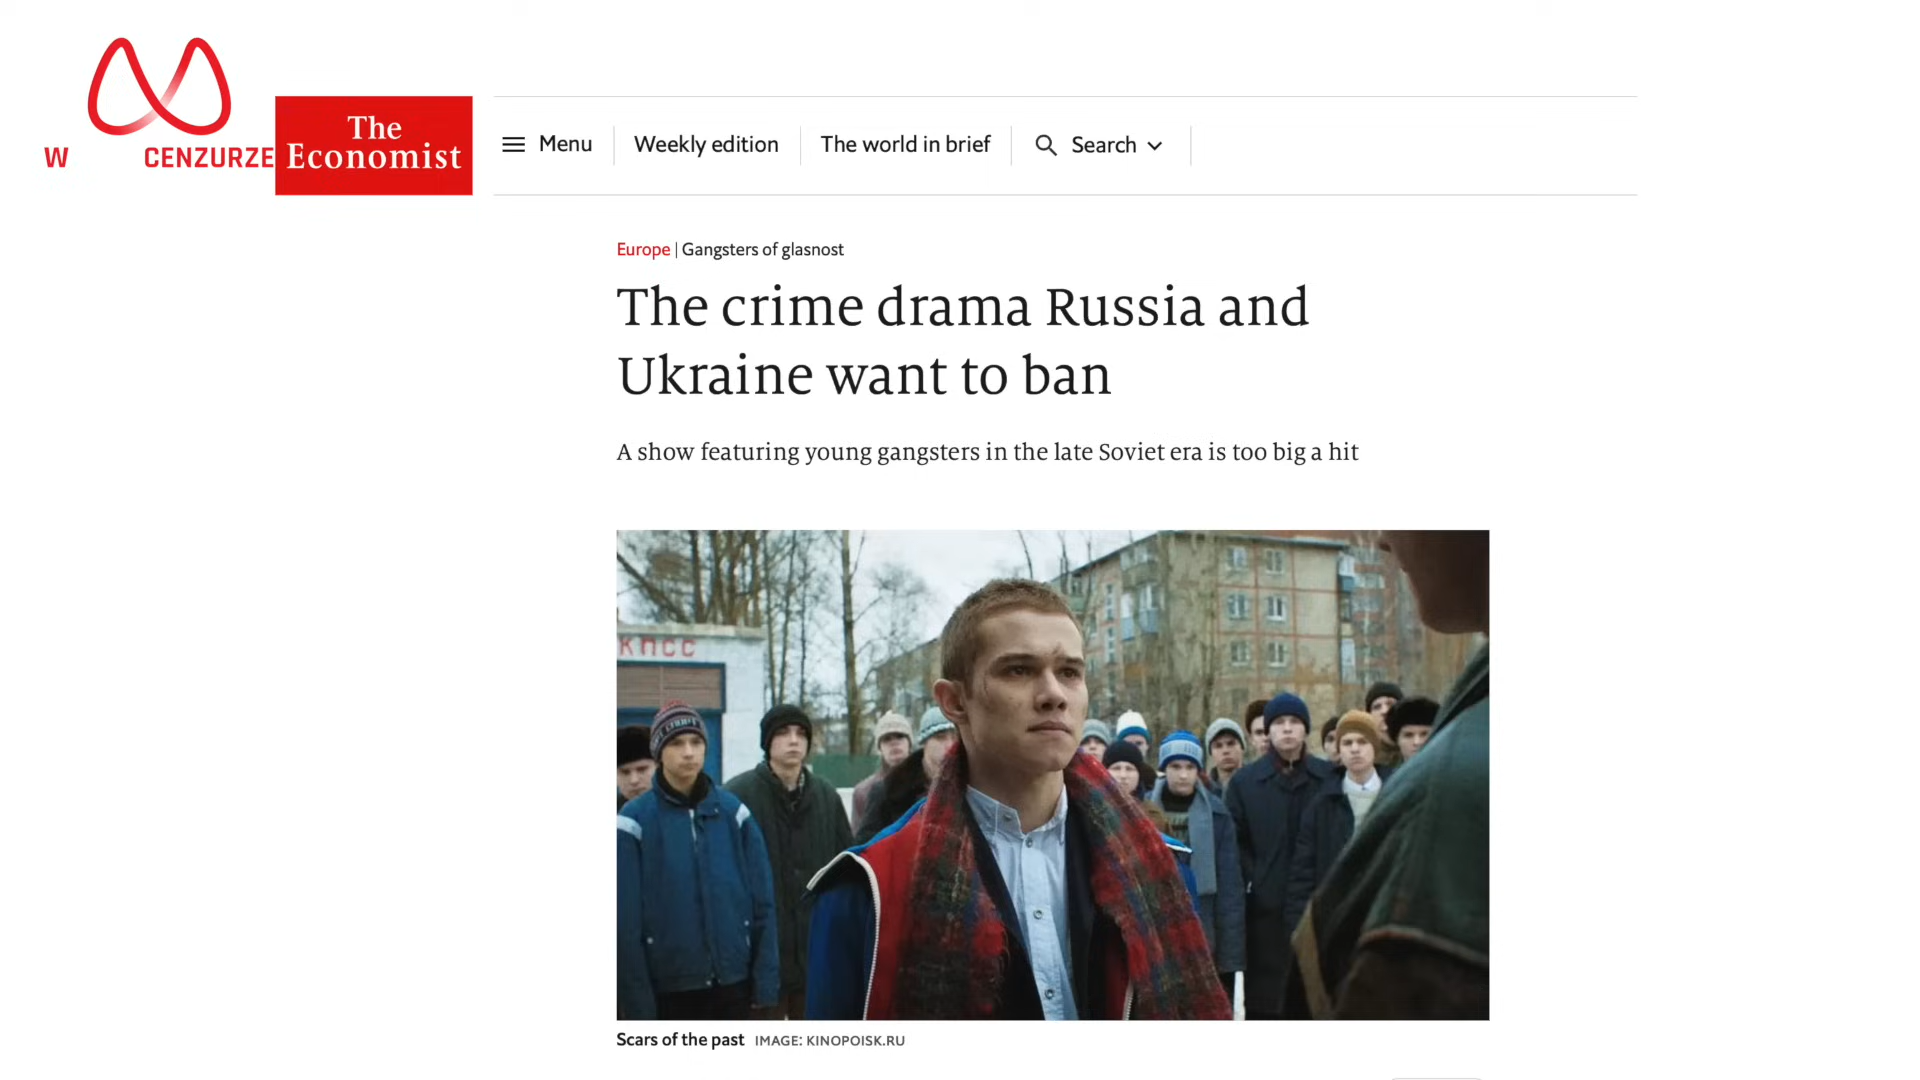 W CENZURZE
The
Economist
Menu
Weekly edition
The world in brief
Search
Europe | Gangsters of glasnost
The crime drama Russia and
Ukraine want to ban
A show featuring young gangsters in the late Soviet era is too big a hit
КПСС
Scars of the past IMAGE: KINOPOISK.RU